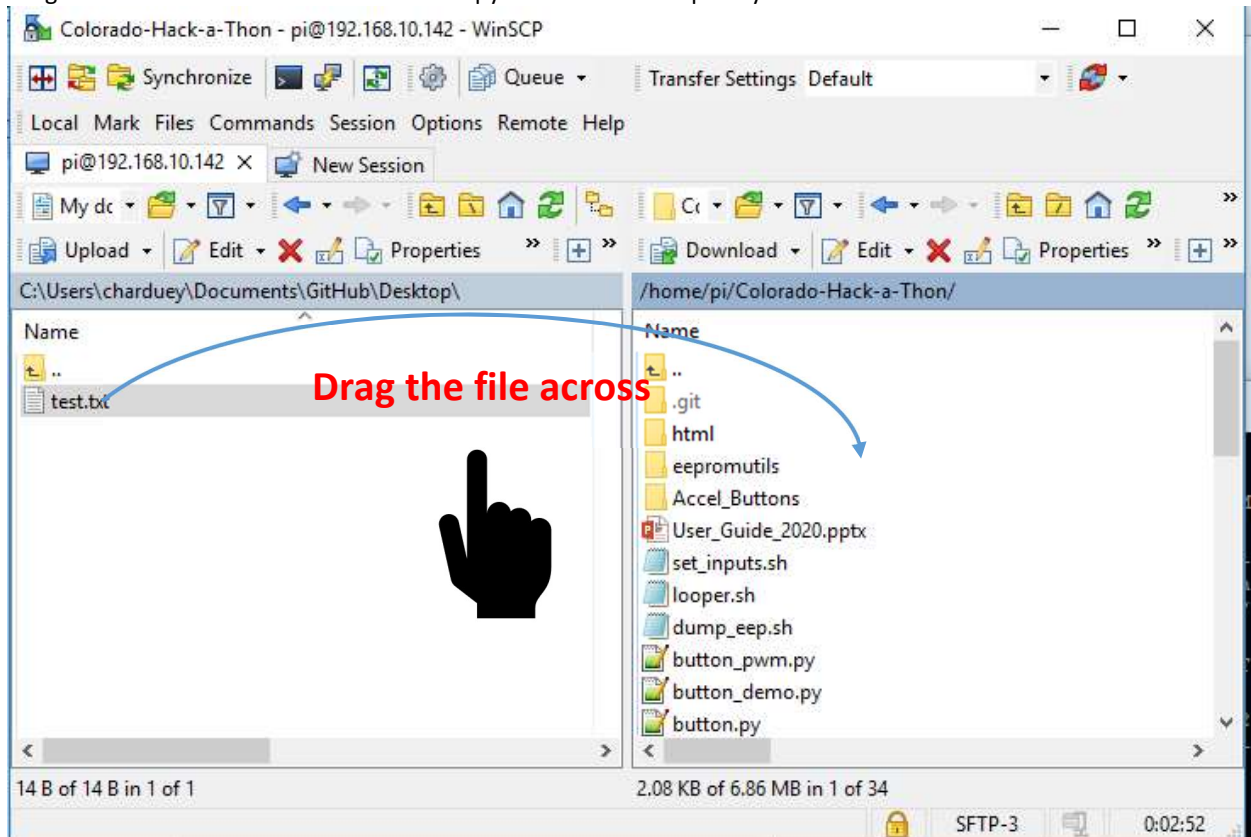 Colorado-Hack-a-Thon - pi@192.168.10.142 - WinSCP
Synchronize Queue Transfer Settings Default
Local Mark Files Commands Session Options Remote Help
pi@192.168.10.142 New Session
My dc
Upload Edit Properties » » Download Edit Properties » »
C:\Users\charduey\Documents\GitHub\Desktop\ /home/pi/Colorado-Hack-a-Thon/
Name Name
.. ..
test.txt Drag the file across .git
html
eepromutils
Accel_Buttons
User_Guide_2020.pptx
set_inputs.sh
looper.sh
dump_eep.sh
button_pwm.py
button_demo.py
button.py
14 B of 14 B in 1 of 1 2.08 KB of 6.86 MB in 1 of 34
SFTP-3 0:02:52